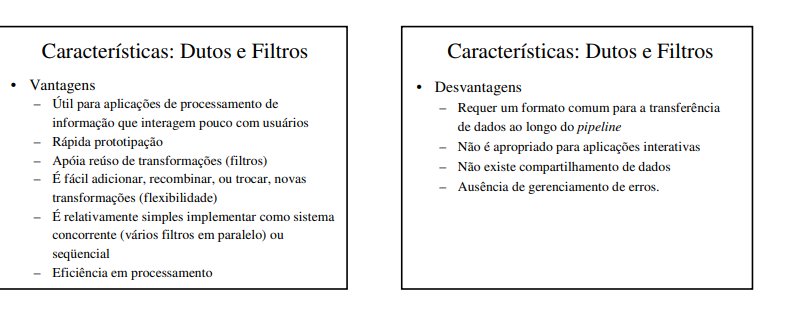 Características: Dutos e Filtros
• Vantagens
– Útil para aplicações de processamento de
informação que interagem pouco com usuários
– Rápida prototipação
– Apóia reúso de transformações (filtros)
– É fácil adicionar, recombinar, ou trocar, novas
transformações (flexibilidade)
– É relativamente simples implementar como sistema
concorrente (vários filtros em paralelo) ou
seqüencial
– Eficiência em processamento
Características: Dutos e Filtros
• Desvantagens
– Requer um formato comum para a transferência
de dados ao longo do pipeline
– Não é apropriado para aplicações interativas
– Não existe compartilhamento de dados
– Ausência de gerenciamento de erros.